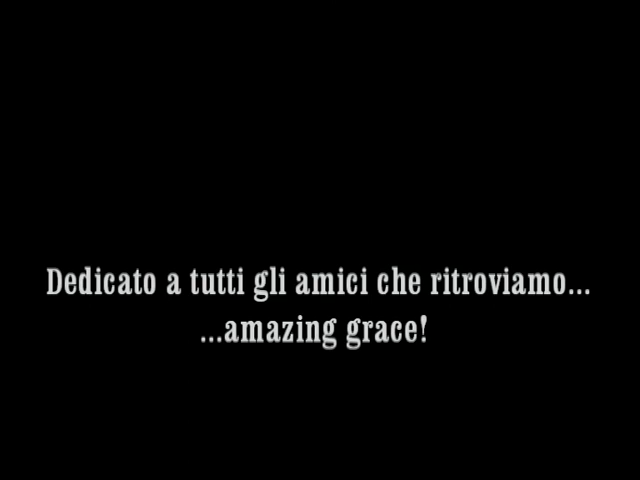 Dedicato a tutti gli amici che ritroviamo...
...amazing grace!